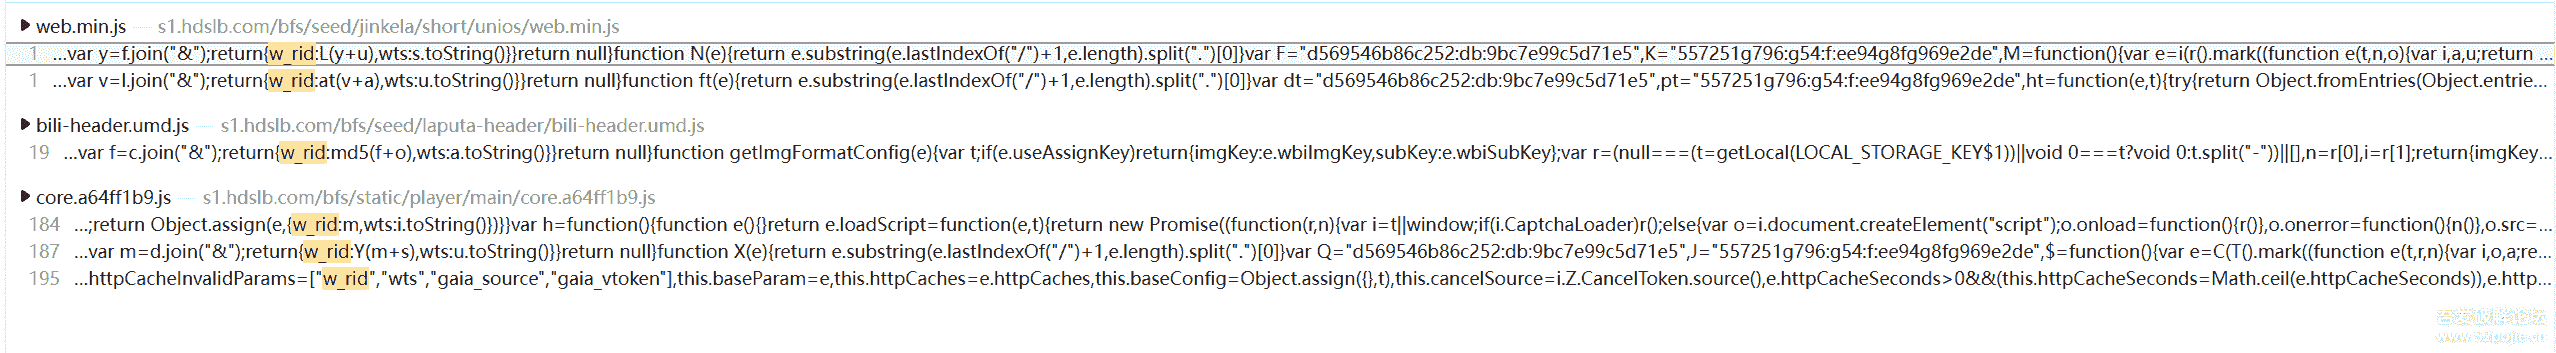 web.min.js — s1.hdslb.com/bfs/seed/jinkela/short/unios/web.min.js
1 ...var y=f.join("&");return{w_rid:L(y+u),wts:s.toString()}}return null}function N(e){return e.substring(e.lastIndexOf("/")+1,e.length).split(".")[0]}var F="d569546b86c252:db:9bc7e99c5d71e5",K="557251g796:g54:f:ee94g8fg969e2de",M=function(){var e=i(r().mark((function e(t,n,o){var i,a,u;return ...
1 ...var v=l.join("&");return{w_rid:at(v+a),wts:u.toString()}}return null}function ft(e){return e.substring(e.lastIndexOf("/")+1,e.length).split(".")[0]}var dt="d569546b86c252:db:9bc7e99c5d71e5",pt="557251g796:g54:f:ee94g8fg969e2de",ht=function(e,t){try{return Object.fromEntries(Object.entrie...
bili-header.umd.js — s1.hdslb.com/bfs/seed/laputa-header/bili-header.umd.js
19 ...var f=c.join("&");return{w_rid:md5(f+o),wts:a.toString()}}return null}function getImgFormatConfig(e){var t;if(e.useAssignKey)return{imgKey:e.wbiImgKey,subKey:e.wbiSubKey};var r=(null===(t=getLocal(LOCAL_STORAGE_KEY$1))||void 0===t?void 0:t.split("-"))||[],n=r[0],i=r[1];return{imgKey...
core.a64ff1b9.js — s1.hdslb.com/bfs/static/player/main/core.a64ff1b9.js
184 ...;return Object.assign(e,{w_rid:m,wts:i.toString()})}}var h=function(){function e(){}return e.loadScript=function(e,t){return new Promise((function(r,n){var i=t||window;if(i.CaptchaLoader)r();else{var o=i.document.createElement("script");o.onload=function(){r()},o.onerror=function(){n()},o.src=...
187 ...var m=d.join("&");return{w_rid:Y(m+s),wts:u.toString()}}return null}function X(e){return e.substring(e.lastIndexOf("/")+1,e.length).split(".")[0]}var Q="d569546b86c252:db:9bc7e99c5d71e5",J="557251g796:g54:f:ee94g8fg969e2de",$=function(){var e=C(T().mark((function e(t,r,n){var i,o,a;re...
195 ...httpCacheInvalidParams=["w_rid","wts","gaia_source","gaia_vtoken"],this.baseParam=e,this.httpCaches=e.httpCaches,this.baseConfig=Object.assign({},t),this.cancelSource=i.Z.CancelToken.source(),e.httpCacheSeconds>0&&(this.httpCacheSeconds=Math.ceil(e.httpCacheSeconds)),e.http...
吾爱破解论坛
www.52pojie.cn